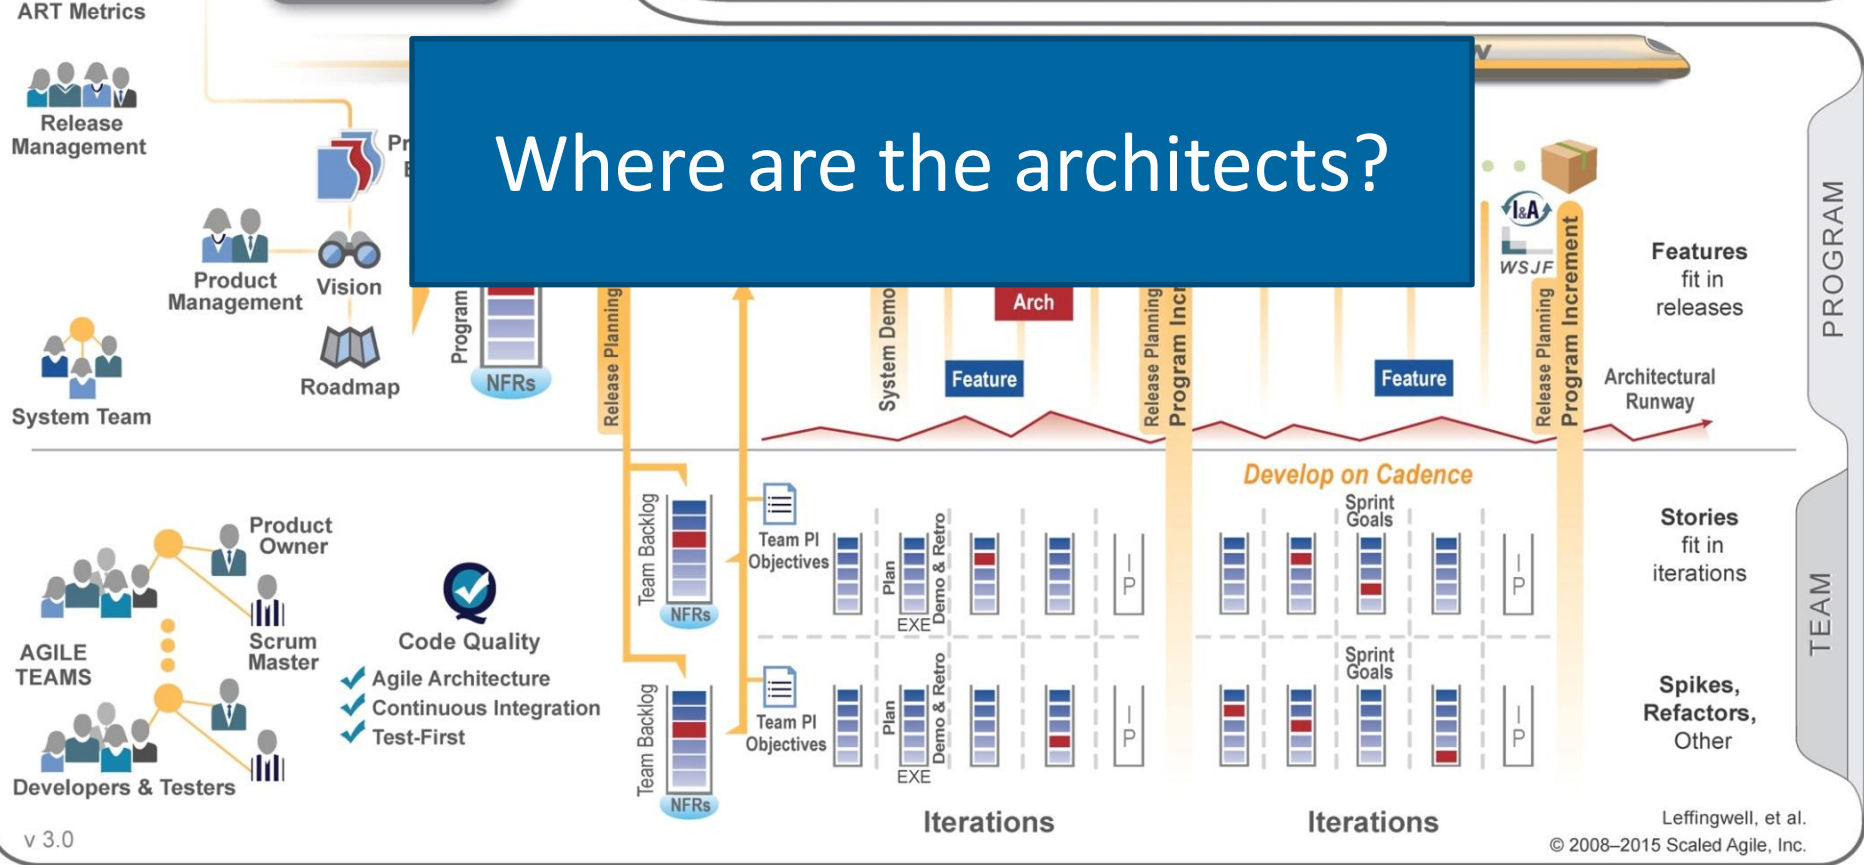 ART Metrics
Release
Management
Where are the architects?
Product
Management
Vision
Roadmap
System Team
Program
NFRs
Release Planning
System Demo
Arch
Feature
Release Planning
Feature
I&A
WSJF
Release Planning
Program Increment
Features
fit in
releases
Architectural
Runway
PROGRAM
Develop on Cadence
Product
Owner
Scrum
Master
AGILE
TEAMS
Developers & Testers
Code Quality
Agile Architecture
Continuous Integration
Test-First
Team Backlog
NFRs
Team PI
Objectives
Plan
EXE
Demo & Retro
I
P
Sprint
Goals
I
P
Stories
fit in
iterations
Team Backlog
NFRs
Team PI
Objectives
Plan
EXE
Demo & Retro
I
P
Sprint
Goals
I
P
Spikes,
Refactors,
Other
TEAM
Iterations
Iterations
v 3.0
Leffingwell, et al.
© 2008–2015 Scaled Agile, Inc.